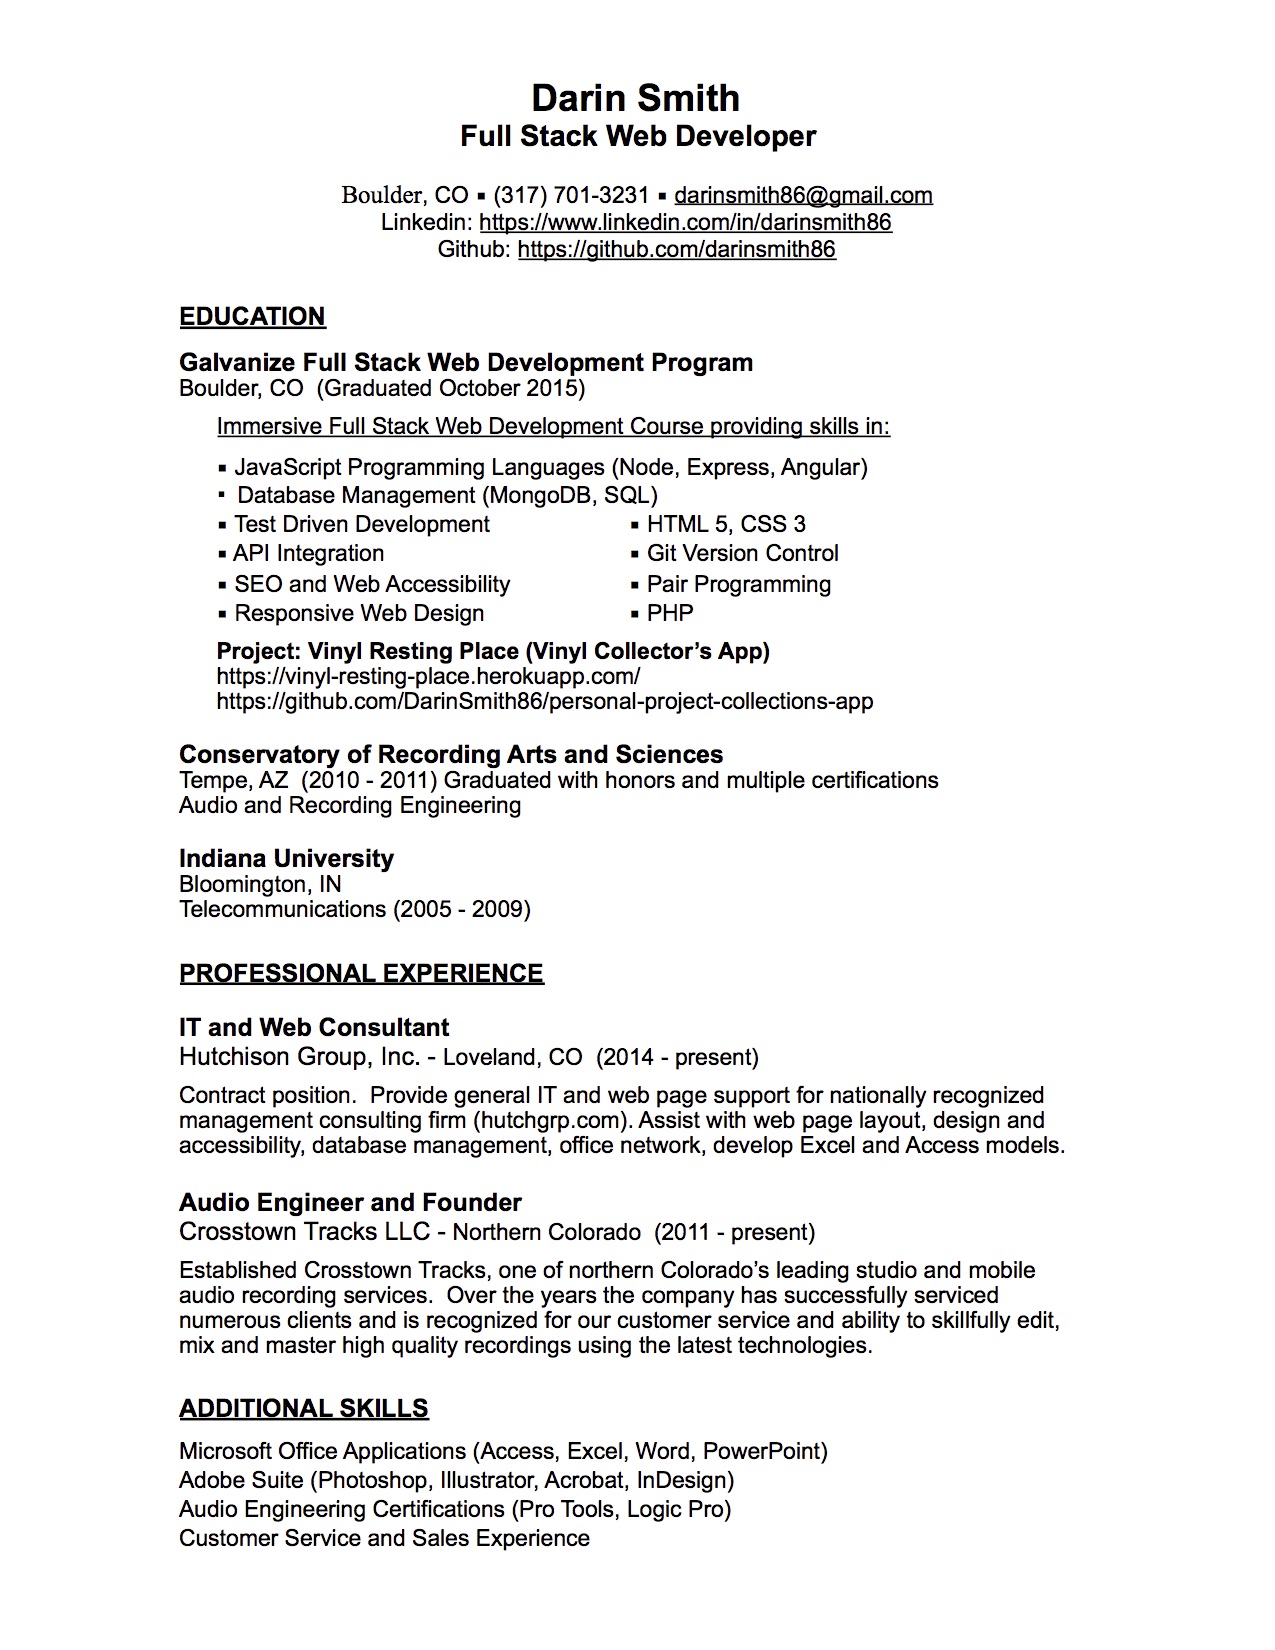 Darin Smith
Full Stack Web Developer
Boulder, CO ▪ (317) 701-3231 ▪ darinsmith86@gmail.com
Linkedin: https://www.linkedin.com/in/darinsmith86
Github: https://github.com/darinsmith86
EDUCATION
Galvanize Full Stack Web Development Program
Boulder, CO  (Graduated October 2015)
Immersive Full Stack Web Development Course providing skills in:
▪ JavaScript Programming Languages (Node, Express, Angular)
▪ Database Management (MongoDB, SQL)
▪ Test Driven Development ▪ HTML 5, CSS 3
▪ API Integration ▪ Git Version Control
▪ SEO and Web Accessibility ▪ Pair Programming
▪ Responsive Web Design ▪ PHP
Project: Vinyl Resting Place (Vinyl Collector’s App)
https://vinyl-resting-place.herokuapp.com/
https://github.com/DarinSmith86/personal-project-collections-app
Conservatory of Recording Arts and Sciences
Tempe, AZ  (2010 - 2011) Graduated with honors and multiple certifications
Audio and Recording Engineering
Indiana University
Bloomington, IN
Telecommunications (2005 - 2009)
PROFESSIONAL EXPERIENCE
IT and Web Consultant
Hutchison Group, Inc. - Loveland, CO  (2014 - present)
Contract position.  Provide general IT and web page support for nationally recognized
management consulting firm (hutchgrp.com). Assist with web page layout, design and
accessibility, database management, office network, develop Excel and Access models.
Audio Engineer and Founder
Crosstown Tracks LLC - Northern Colorado  (2011 - present)
Established Crosstown Tracks, one of northern Colorado’s leading studio and mobile
audio recording services.  Over the years the company has successfully serviced
numerous clients and is recognized for our customer service and ability to skillfully edit,
mix and master high quality recordings using the latest technologies.
ADDITIONAL SKILLS
Microsoft Office Applications (Access, Excel, Word, PowerPoint)
Adobe Suite (Photoshop, Illustrator, Acrobat, InDesign)
Audio Engineering Certifications (Pro Tools, Logic Pro)
Customer Service and Sales Experience